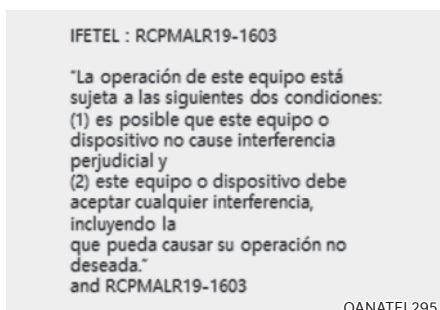 IFETEL : RCPMALR19-1603
"La operación de este equipo está
sujeta a las siguientes dos condiciones:
(1) es posible que este equipo o
dispositivo no cause interferencia
perjudicial y
(2) este equipo o dispositivo debe
aceptar cualquier interferencia,
incluyendo la
que pueda causar su operación no
deseada."
and RCPMALR19-1603
OANATEL295